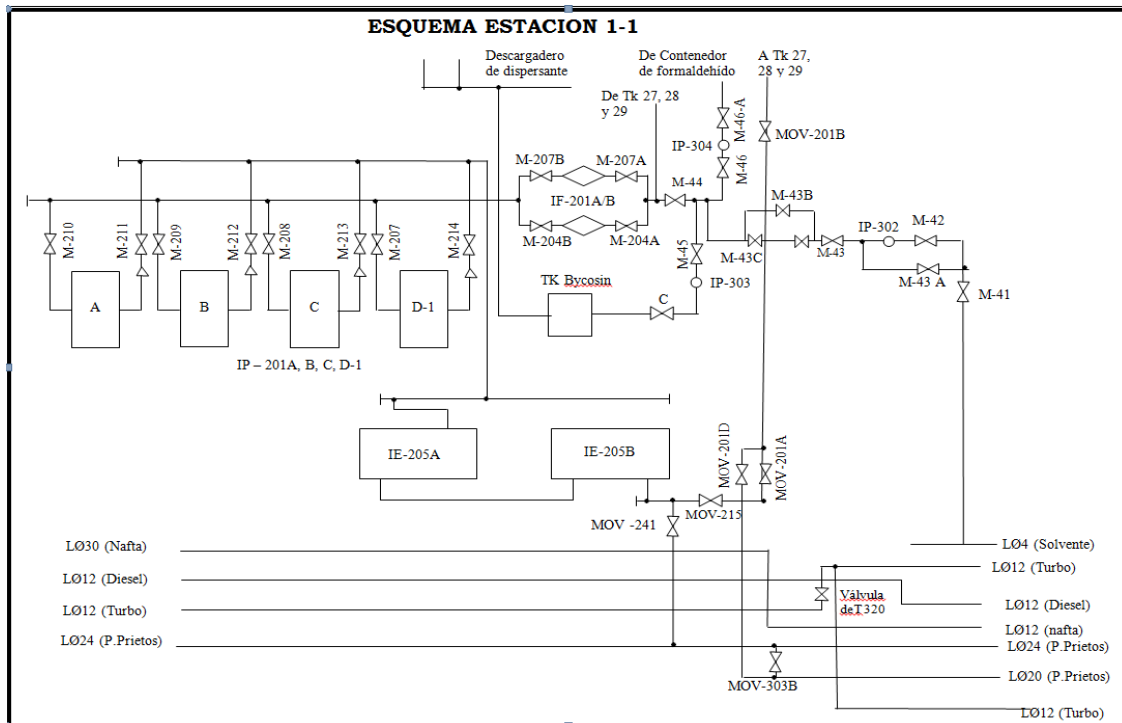 ESQUEMA ESTACION 1-1
Descargadero
de dispersante
De Contenedor
de formaldehído
A Tk 27,
28 y 29
De Tk 27, 28
y 29
M-46-A
MOV-201B
IP-304
M-46
M-207B
M-207A
M-44
M-43B
IF-201A/B
M-204B
M-204A
M-45
M-43C
M-43
IP-302
M-42
M-43 A
M-41
M-210
M-211
M-209
M-212
M-208
M-213
M-207
M-214
TK Bycosin
C
IP-303
A
B
C
D-1
IP – 201A, B, C, D-1
IE-205A
IE-205B
MOV-201D
MOV-201A
MOV-215
MOV -241
LØ30 (Nafta)
LØ4 (Solvente)
LØ12 (Turbo)
LØ12 (Diesel)
Válvula
deT320
LØ12 (Diesel)
LØ12 (Turbo)
LØ12 (nafta)
LØ24 (P.Prietos)
LØ24 (P.Prietos)
LØ20 (P.Prietos)
MOV-303B
LØ12 (Turbo)